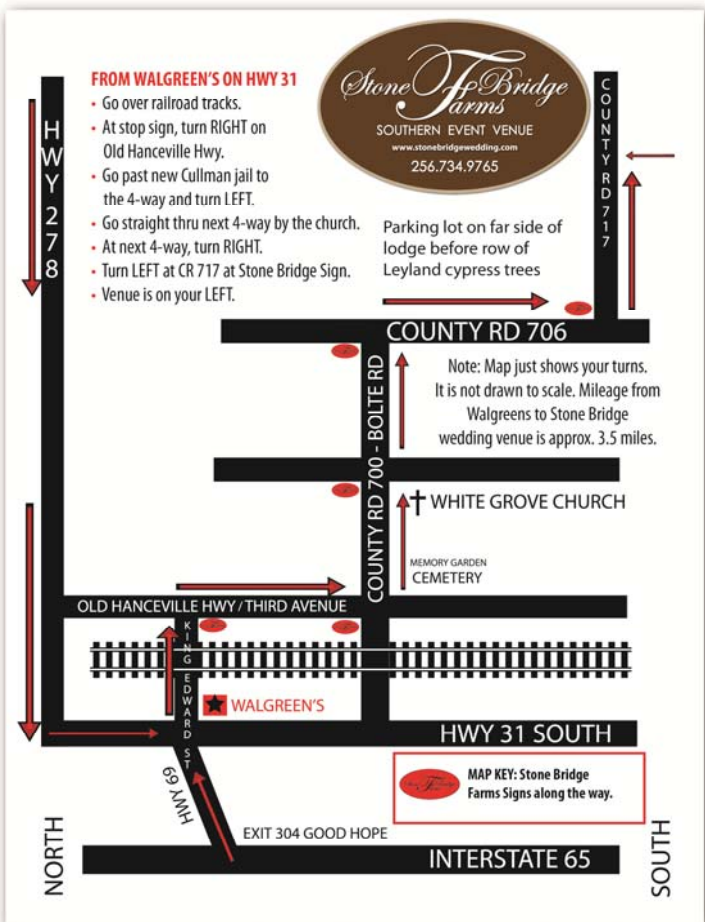 FROM WALGREEN'S ON HWY 31
• Go over railroad tracks.
• At stop sign, turn RIGHT on
Old Hanceville Hwy.
• Go past new Cullman jail to
the 4-way and turn LEFT.
• Go straight thru next 4-way by the church.
• At next 4-way, turn RIGHT.
• Turn LEFT at CR 717 at Stone Bridge Sign.
• Venue is on your LEFT.
Stone Bridge
Farms
SOUTHERN EVENT VENUE
www.stonebridgewedding.com
256.734.9765
HWY 278
COUNTY RD 717
Parking lot on far side of
lodge before row of
Leyland cypress trees
COUNTY RD 706
Note: Map just shows your turns.
It is not drawn to scale. Mileage from
Walgreens to Stone Bridge
wedding venue is approx. 3.5 miles.
COUNTY RD 700 - BOLTE RD
WHITE GROVE CHURCH
MEMORY GARDEN
CEMETERY
OLD HANCEVILLE HWY / THIRD AVENUE
KING EDWARD ST
WALGREEN'S
HWY 31 SOUTH
HWY 69
MAP KEY: Stone Bridge
Farms Signs along the way.
EXIT 304 GOOD HOPE
INTERSTATE 65
NORTH
SOUTH